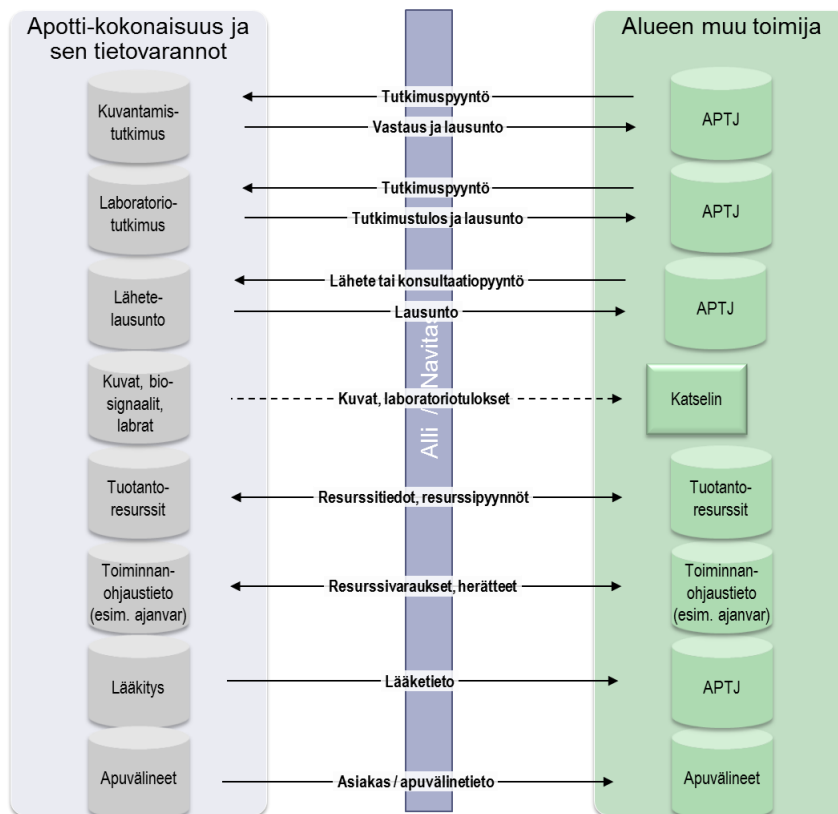 Apotti-kokonaisuus ja
sen tietovarannot
Alueen muu toimija
Kuvantamis-
tutkimus
Tutkimuspyyntö
Vastaus ja lausunto
APTJ
Laboratorio-
tutkimus
Tutkimuspyyntö
Tutkimustulos ja lausunto
APTJ
Lähete-
lausunto
Lähete tai konsultaatiopyyntö
Lausunto
APTJ
Alli / Navitas
Kuvat, bio-
signaalit,
labrat
Kuvat, laboratoriotulokset
Katselin
Tuotanto-
resurssit
Resurssitiedot, resurssipyynnöt
Tuotanto-
resurssit
Toiminnan-
ohjaustieto
(esim. ajanvar)
Resurssivaraukset, herätteet
Toiminnan-
ohjaustieto
(esim. ajanvar)
Lääkitys
Lääketieto
APTJ
Apuvälineet
Asiakas / apuvälinetieto
Apuvälineet